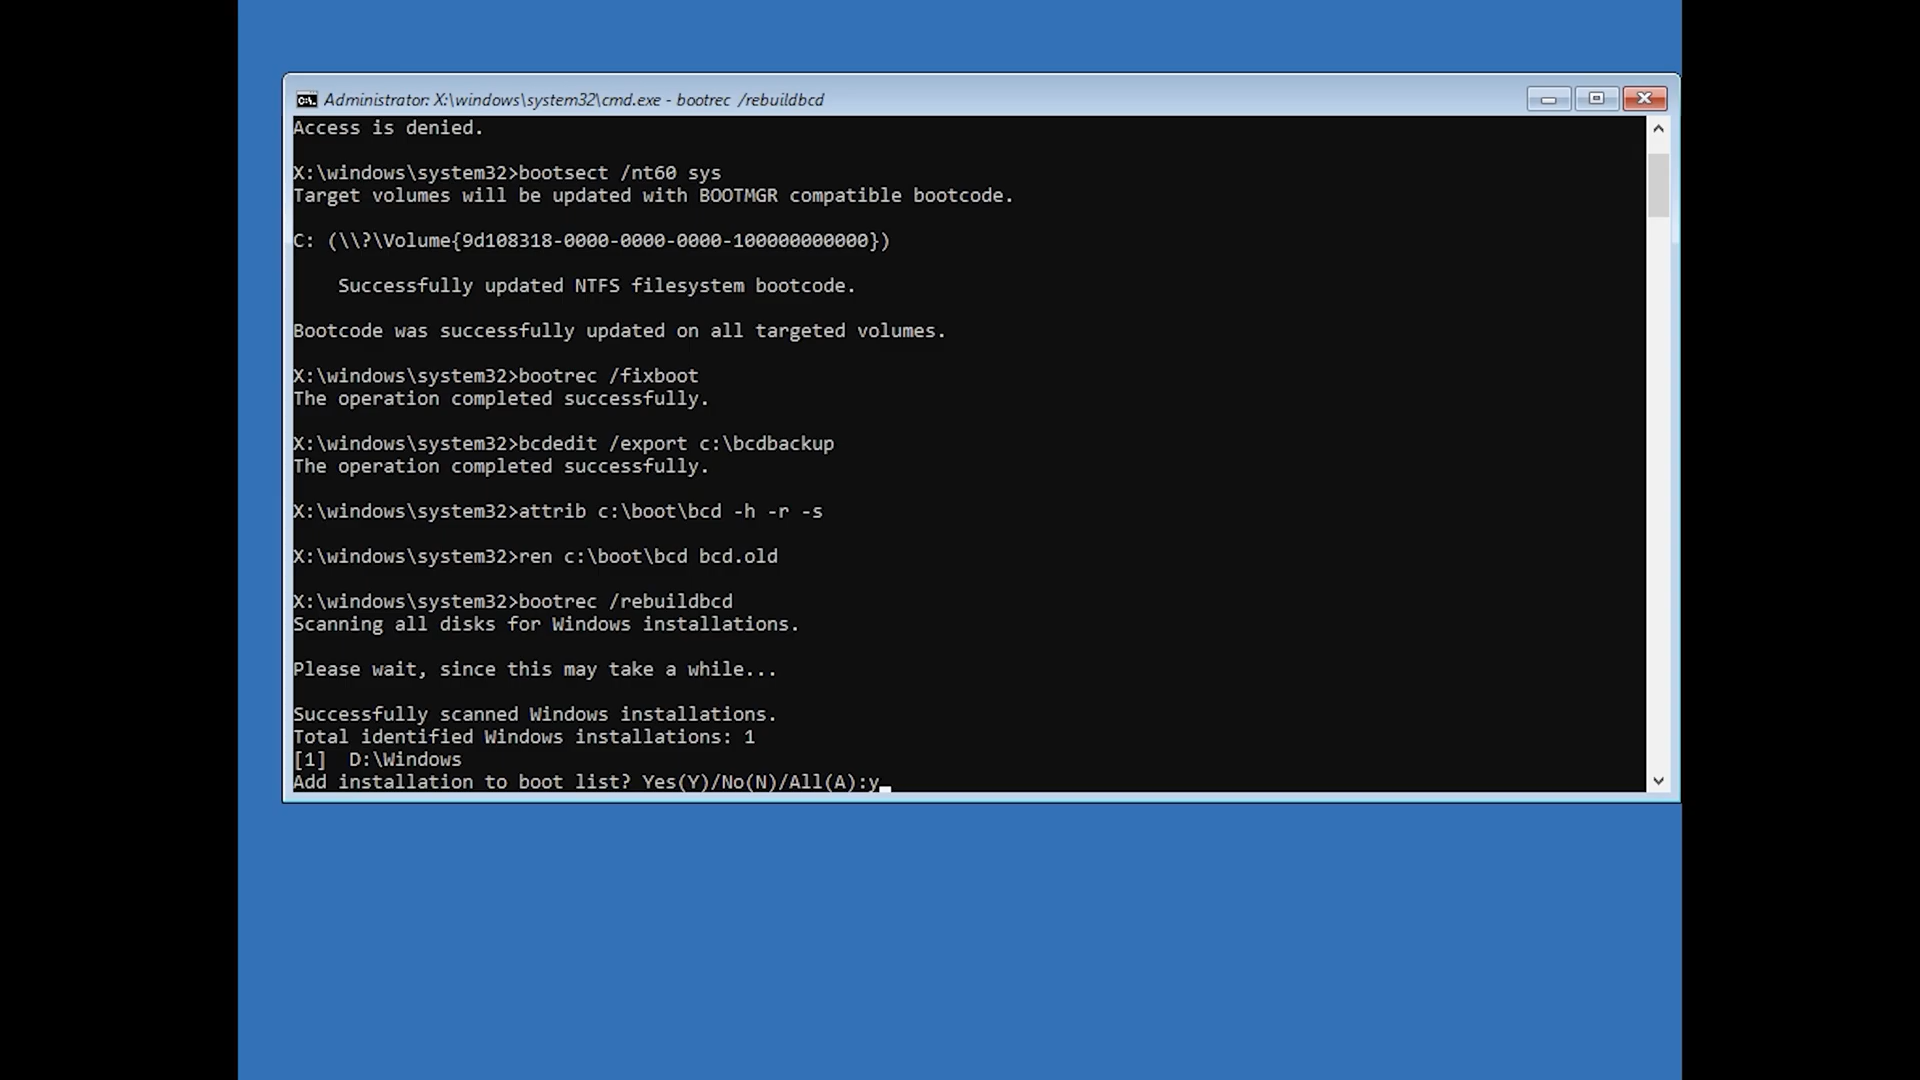 Administrator: X:\windows\system32\cmd.exe - bootrec /rebuildbcd
Access is denied.
X:\windows\system32>bootsect /nt60 sys
Target volumes will be updated with BOOTMGR compatible bootcode.
C: (\\?\Volume{9d108318-0000-0000-0000-100000000000})
Successfully updated NTFS filesystem bootcode.
Bootcode was successfully updated on all targeted volumes.
X:\windows\system32>bootrec /fixboot
The operation completed successfully.
X:\windows\system32>bcdedit /export c:\bcdbackup
The operation completed successfully.
X:\windows\system32>attrib c:\boot\bcd -h -r -s
X:\windows\system32>ren c:\boot\bcd bcd.old
X:\windows\system32>bootrec /rebuildbcd
Scanning all disks for Windows installations.
Please wait, since this may take a while...
Successfully scanned Windows installations.
Total identified Windows installations: 1
[1]  D:\Windows
Add installation to boot list? Yes(Y)/No(N)/All(A):y